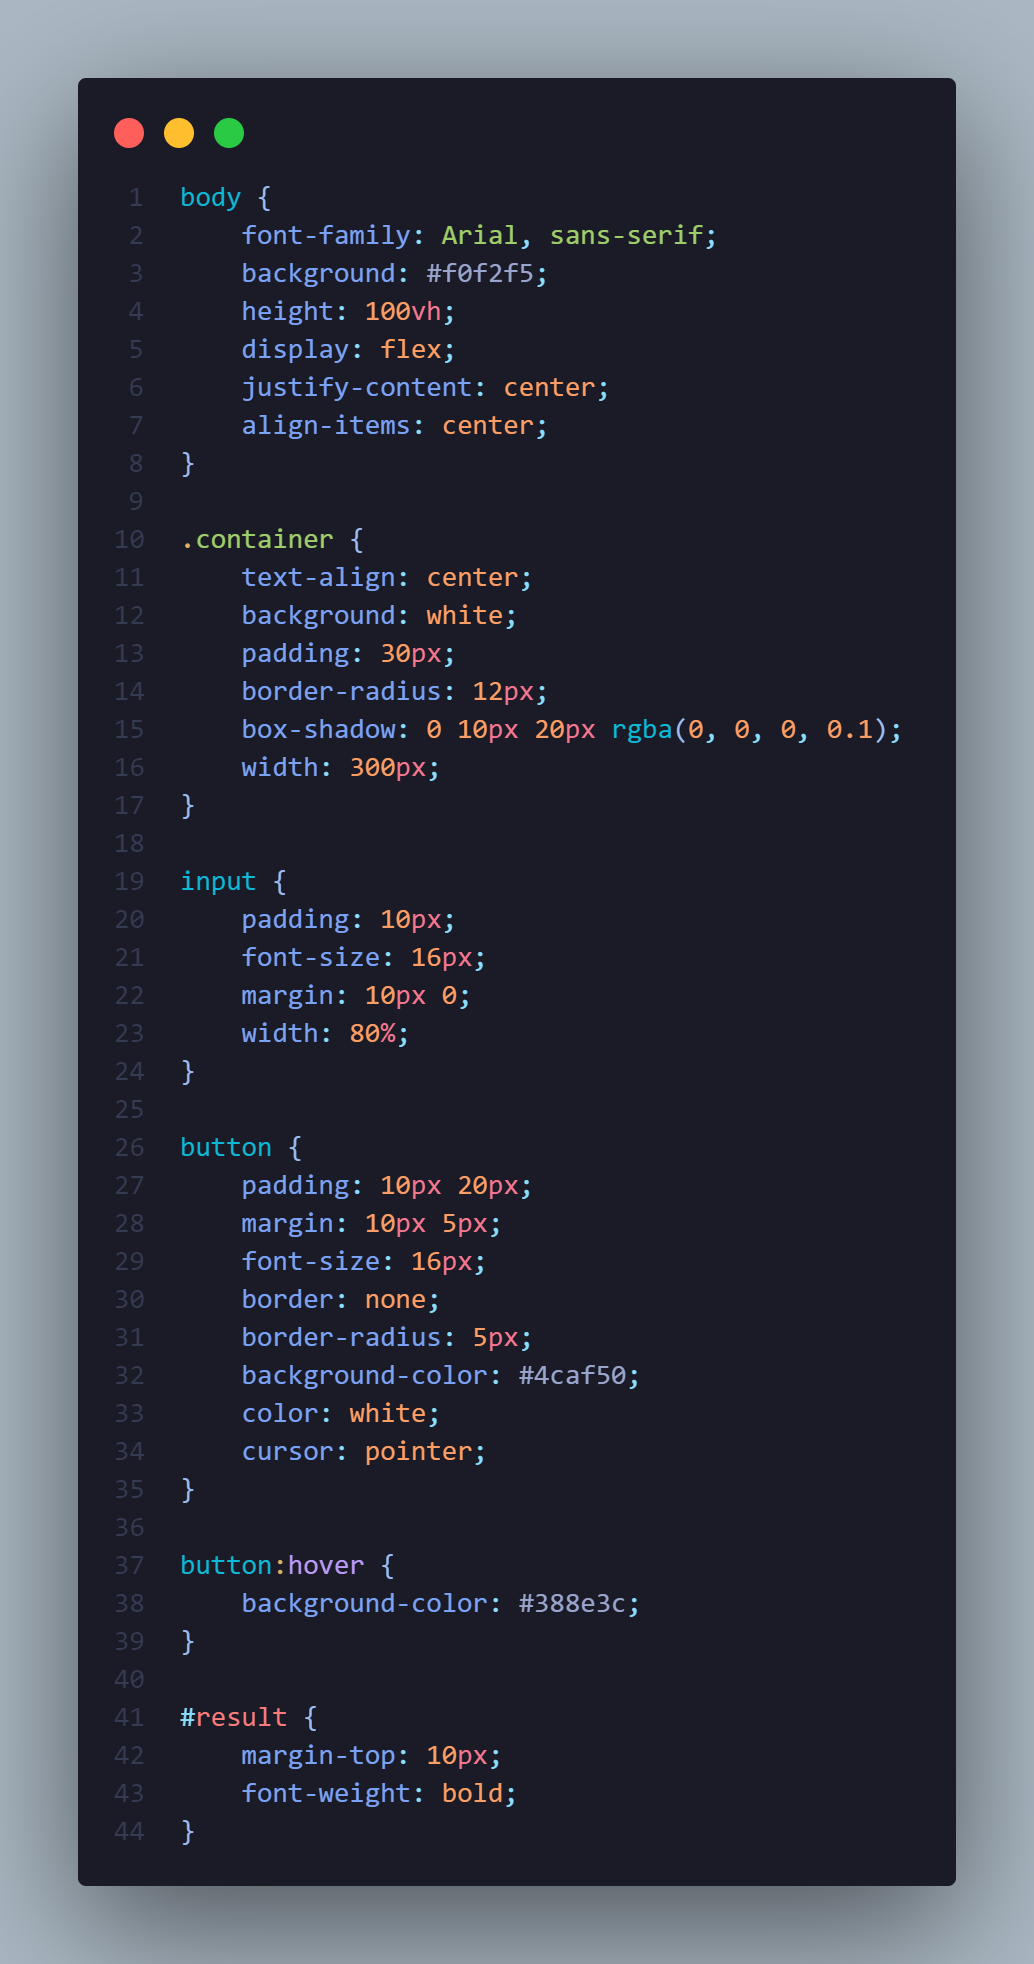 1 body {
2     font-family: Arial, sans-serif;
3     background: #f0f2f5;
4     height: 100vh;
5     display: flex;
6     justify-content: center;
7     align-items: center;
8 }
9
10 .container {
11     text-align: center;
12     background: white;
13     padding: 30px;
14     border-radius: 12px;
15     box-shadow: 0 10px 20px rgba(0, 0, 0, 0.1);
16     width: 300px;
17 }
18
19 input {
20     padding: 10px;
21     font-size: 16px;
22     margin: 10px 0;
23     width: 80%;
24 }
25
26 button {
27     padding: 10px 20px;
28     margin: 10px 5px;
29     font-size: 16px;
30     border: none;
31     border-radius: 5px;
32     background-color: #4caf50;
33     color: white;
34     cursor: pointer;
35 }
36
37 button:hover {
38     background-color: #388e3c;
39 }
40
41 #result {
42     margin-top: 10px;
43     font-weight: bold;
44 }